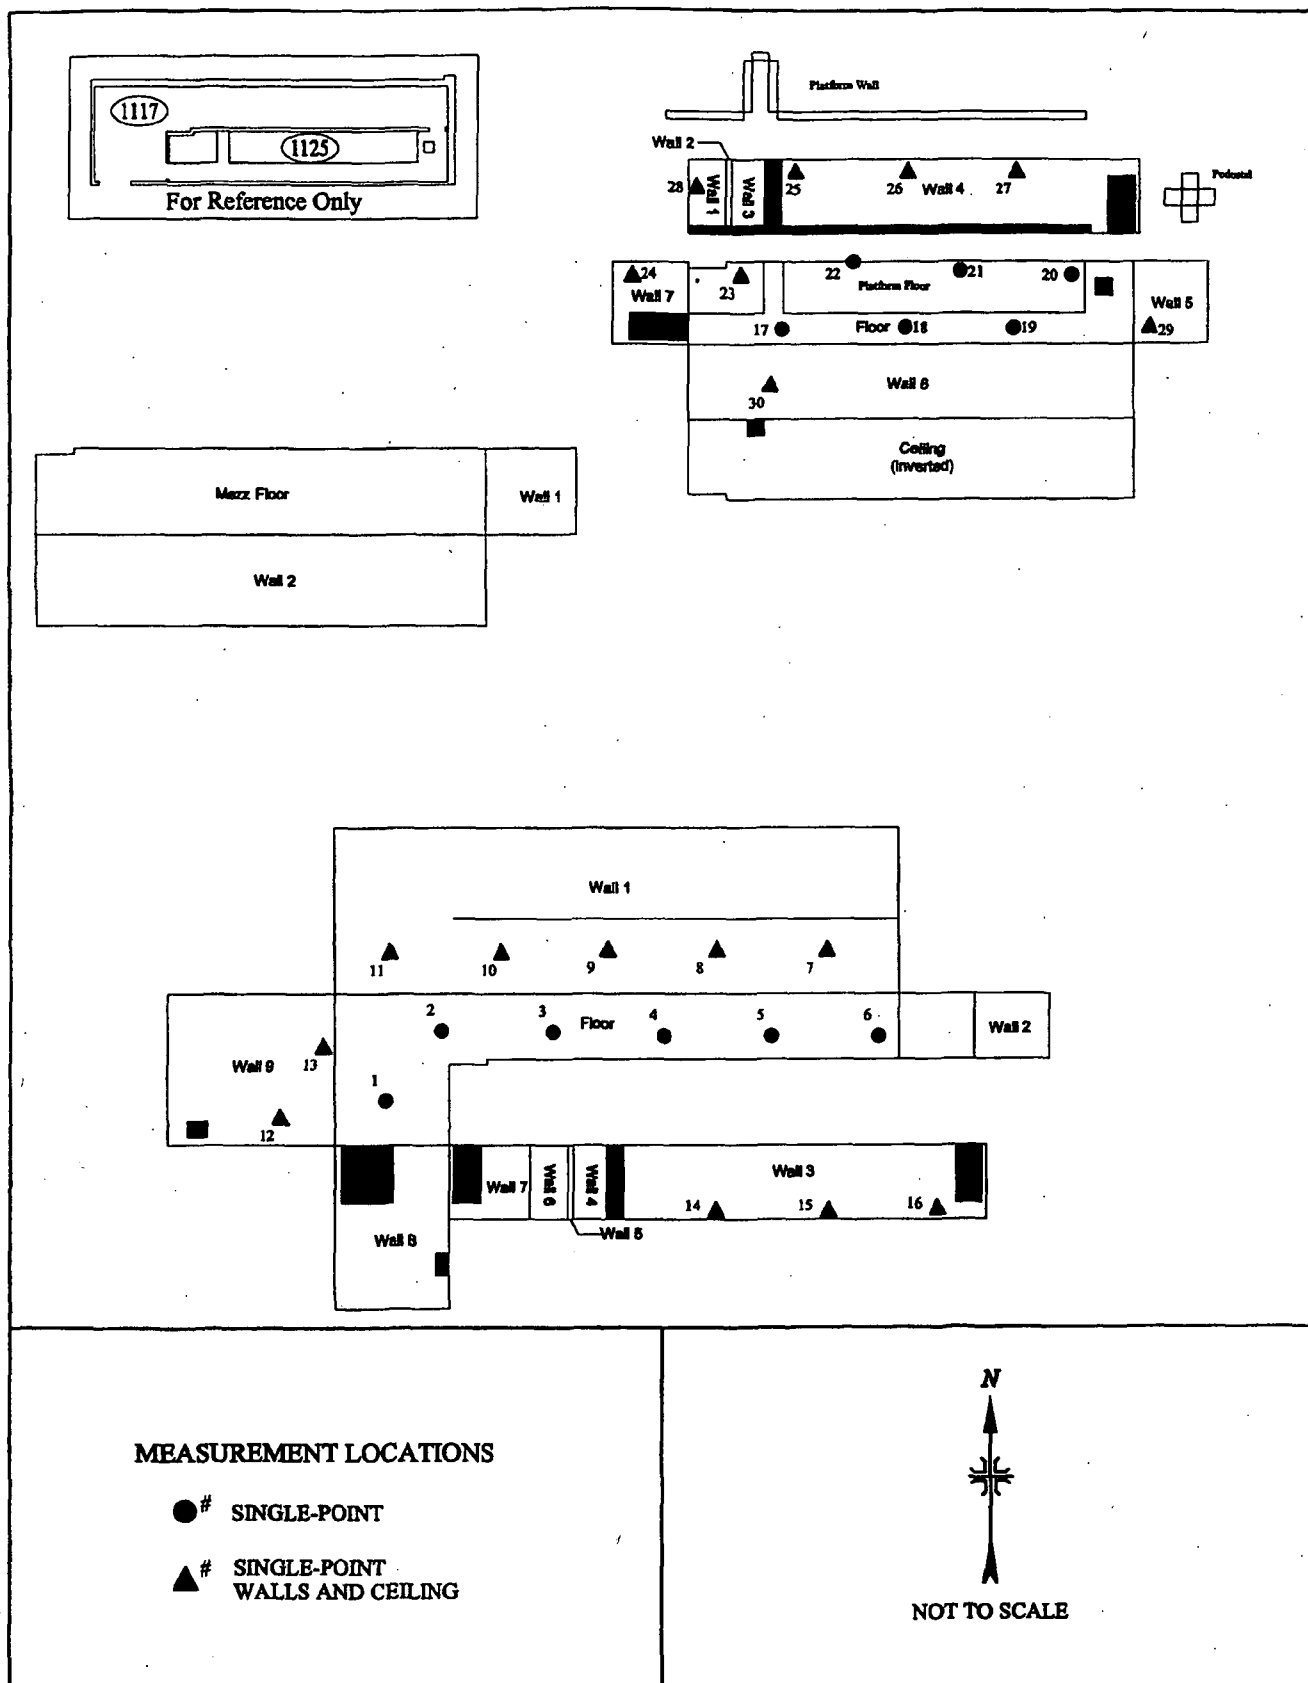 1117
1125
For Reference Only
Platform Wall
Wall 2
28
Wall 1
Wall 3
25
26
Wall 4
27
Pedestal
24
Wall 7
23
22
Platform Floor
21
20
Wall 5
17
Floor
18
19
29
Wall 6
30
Ceiling
(Inverted)
Mezz Floor
Wall 1
Wall 2
Wall 1
11
10
9
8
7
2
3
Floor
4
5
6
Wall 2
13
Wall 9
1
12
Wall 7
Wall 6
Wall 4
Wall 3
14
15
16
Wall 5
Wall 8
MEASUREMENT LOCATIONS
# SINGLE-POINT
# SINGLE-POINT
WALLS AND CEILING
N
NOT TO SCALE